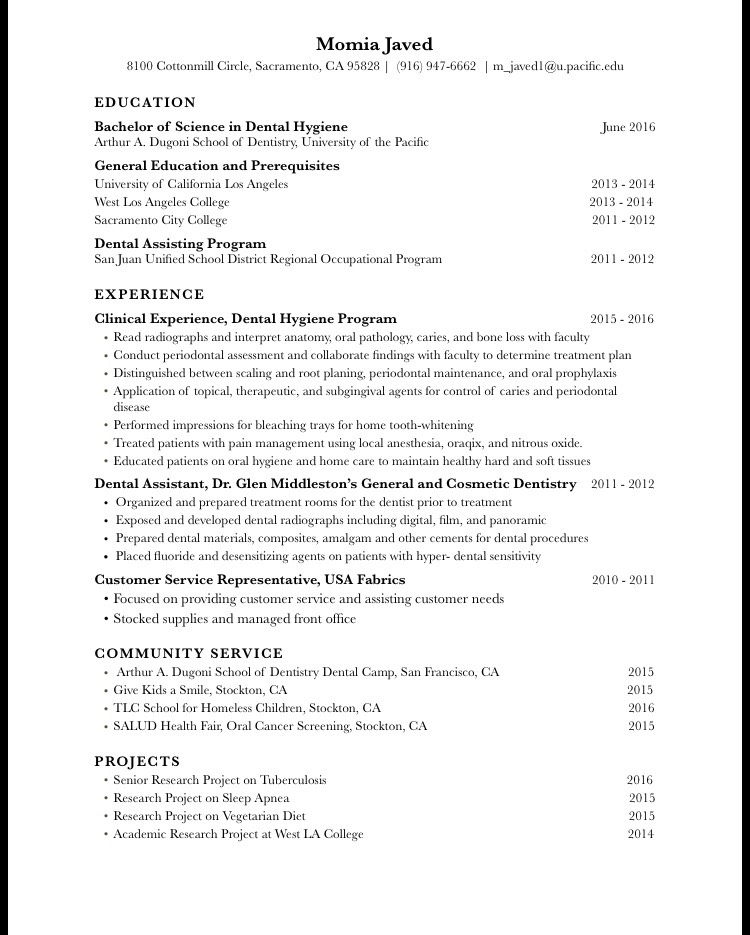 Momia Javed
8100 Cottonmill Circle, Sacramento, CA 95828 | (916) 947-6662 | m_javed1@u.pacific.edu
EDUCATION
Bachelor of Science in Dental Hygiene June 2016
Arthur A. Dugoni School of Dentistry, University of the Pacific
General Education and Prerequisites
University of California Los Angeles 2013 - 2014
West Los Angeles College 2013 - 2014
Sacramento City College 2011 - 2012
Dental Assisting Program
San Juan Unified School District Regional Occupational Program 2011 - 2012
EXPERIENCE
Clinical Experience, Dental Hygiene Program 2015 - 2016
• Read radiographs and interpret anatomy, oral pathology, caries, and bone loss with faculty
• Conduct periodontal assessment and collaborate findings with faculty to determine treatment plan
• Distinguished between scaling and root planing, periodontal maintenance, and oral prophylaxis
• Application of topical, therapeutic, and subgingival agents for control of caries and periodontal
disease
• Performed impressions for bleaching trays for home tooth-whitening
• Treated patients with pain management using local anesthesia, oraqix, and nitrous oxide.
• Educated patients on oral hygiene and home care to maintain healthy hard and soft tissues
Dental Assistant, Dr. Glen Middleston's General and Cosmetic Dentistry 2011 - 2012
• Organized and prepared treatment rooms for the dentist prior to treatment
• Exposed and developed dental radiographs including digital, film, and panoramic
• Prepared dental materials, composites, amalgam and other cements for dental procedures
• Placed fluoride and desensitizing agents on patients with hyper- dental sensitivity
Customer Service Representative, USA Fabrics 2010 - 2011
• Focused on providing customer service and assisting customer needs
• Stocked supplies and managed front office
COMMUNITY SERVICE
• Arthur A. Dugoni School of Dentistry Dental Camp, San Francisco, CA 2015
• Give Kids a Smile, Stockton, CA 2015
• TLC School for Homeless Children, Stockton, CA 2016
• SALUD Health Fair, Oral Cancer Screening, Stockton, CA 2015
PROJECTS
• Senior Research Project on Tuberculosis 2016
• Research Project on Sleep Apnea 2015
• Research Project on Vegetarian Diet 2015
• Academic Research Project at West LA College 2014